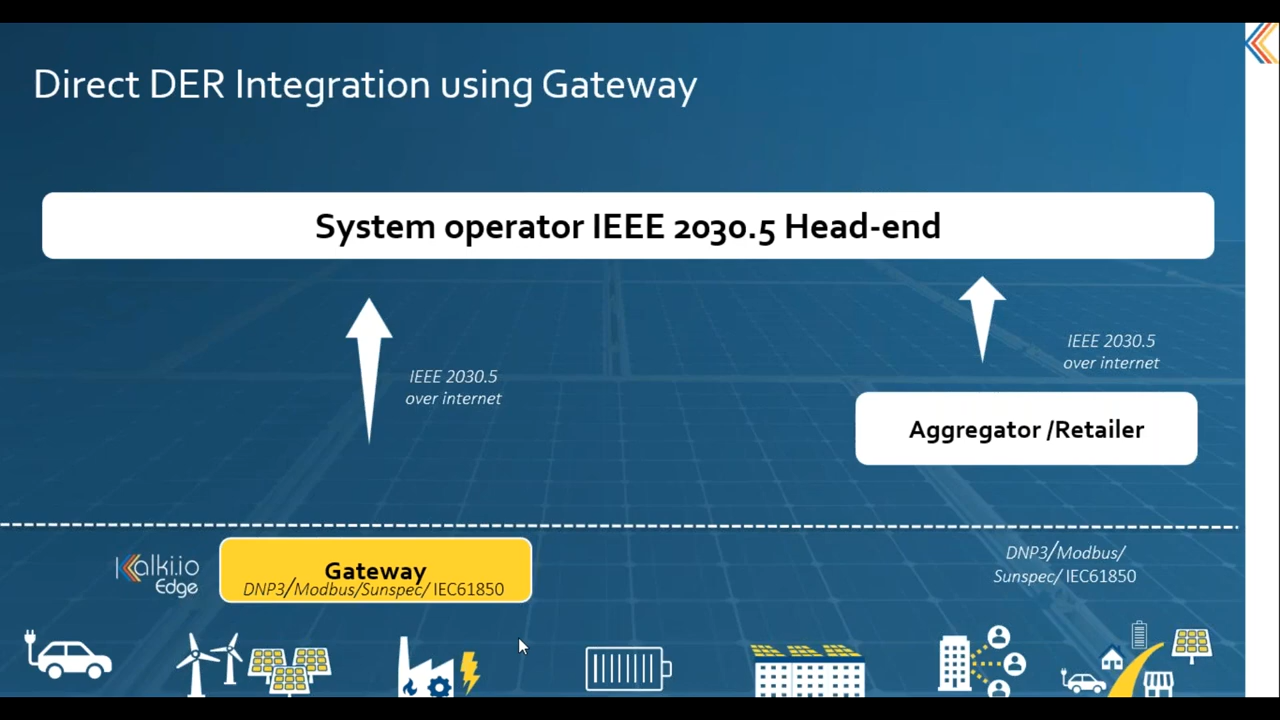 Direct DER Integration using Gateway
System operator IEEE 2030.5 Head-end
IEEE 2030.5
over internet
IEEE 2030.5
over internet
Aggregator /Retailer
Kalki.io
Edge
Gateway
DNP3/Modbus/Sunspec/ IEC61850
DNP3/Modbus/
Sunspec/ IEC61850